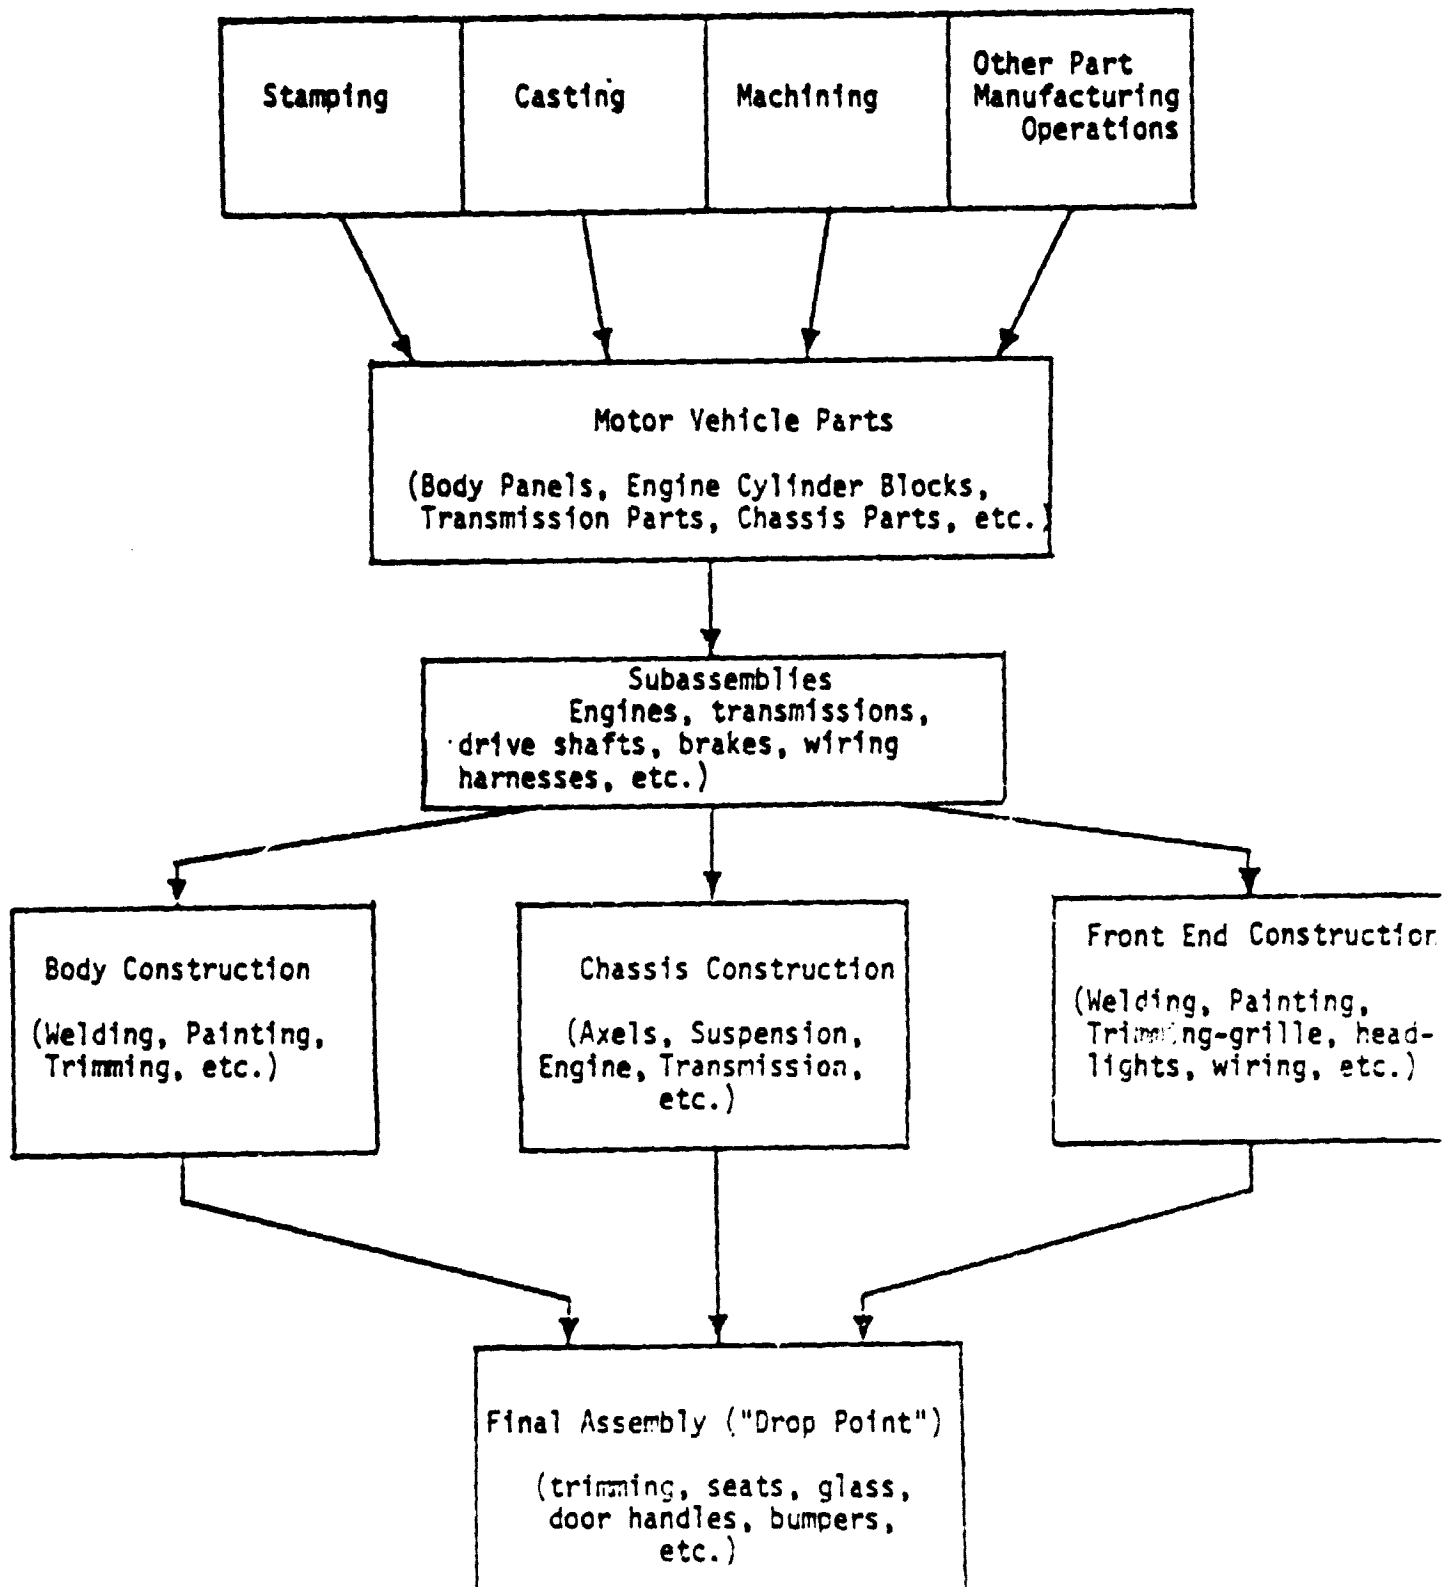 Stamping
Casting
Machining
Other Part
Manufacturing
Operations
Motor Vehicle Parts
(Body Panels, Engine Cylinder Blocks,
Transmission Parts, Chassis Parts, etc.)
Subassemblies
Engines, transmissions,
drive shafts, brakes, wiring
harnesses, etc.)
Body Construction
(Welding, Painting,
Trimming, etc.)
Chassis Construction
(Axels, Suspension,
Engine, Transmission,
etc.)
Front End Construction
(Welding, Painting,
Trimming-grille, head-
lights, wiring, etc.)
Final Assembly ("Drop Point")
(trimming, seats, glass,
door handles, bumpers,
etc.)